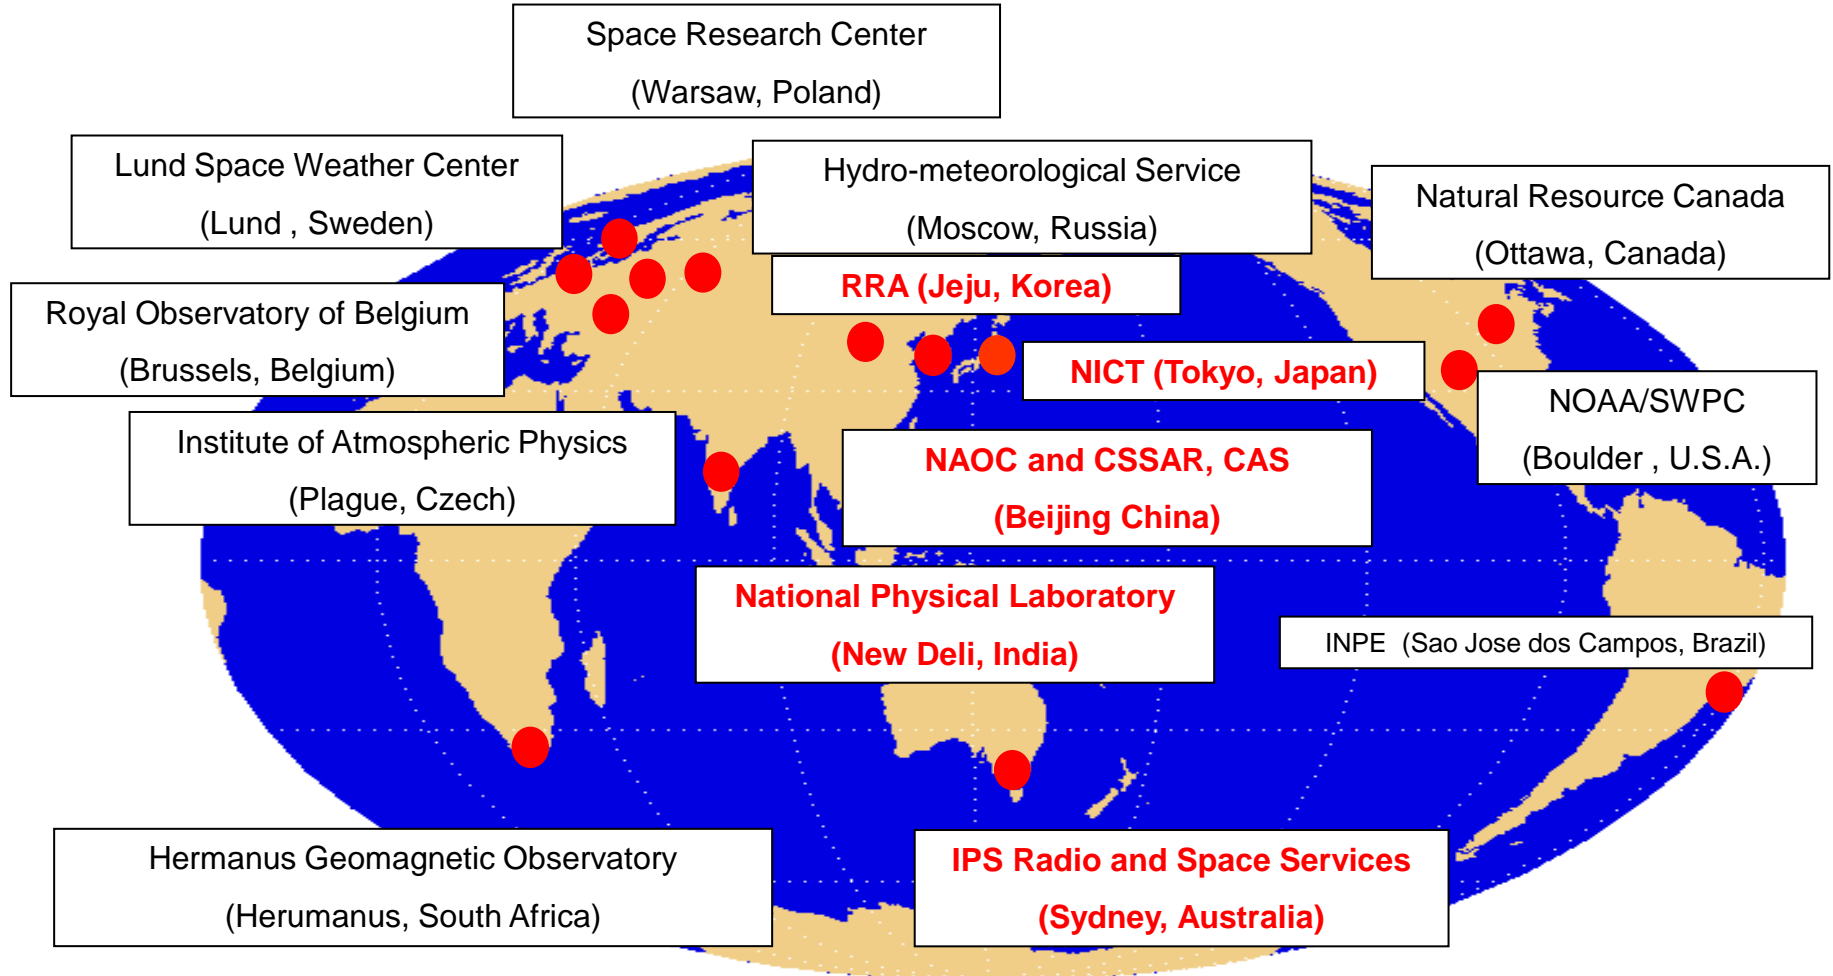 Space Research Center
(Warsaw, Poland)
Lund Space Weather Center
(Lund , Sweden)
Hydro-meteorological Service
(Moscow, Russia)
Natural Resource Canada
(Ottawa, Canada)
RRA (Jeju, Korea)
Royal Observatory of Belgium
(Brussels, Belgium)
NICT (Tokyo, Japan)
NOAA/SWPC
(Boulder , U.S.A.)
Institute of Atmospheric Physics
(Plague, Czech)
NAOC and CSSAR, CAS
(Beijing China)
National Physical Laboratory
(New Deli, India)
INPE (Sao Jose dos Campos, Brazil)
Hermanus Geomagnetic Observatory
(Herumanus, South Africa)
IPS Radio and Space Services
(Sydney, Australia)